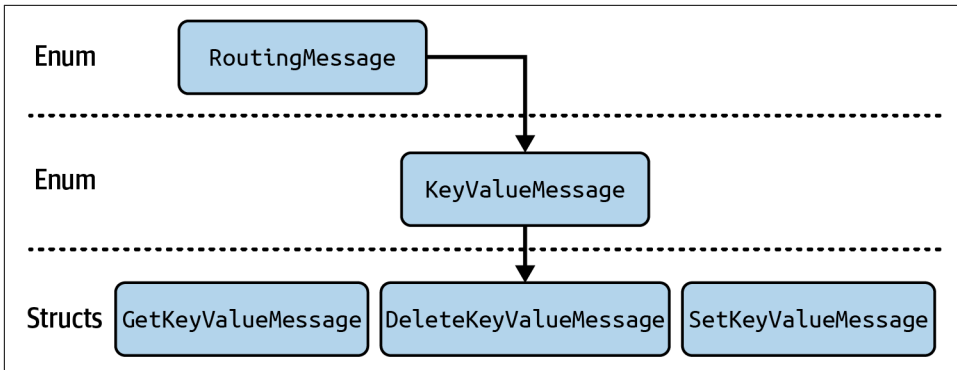 Enum
RoutingMessage
Enum
KeyValueMessage
Structs
GetKeyValueMessage
DeleteKeyValueMessage
SetKeyValueMessage